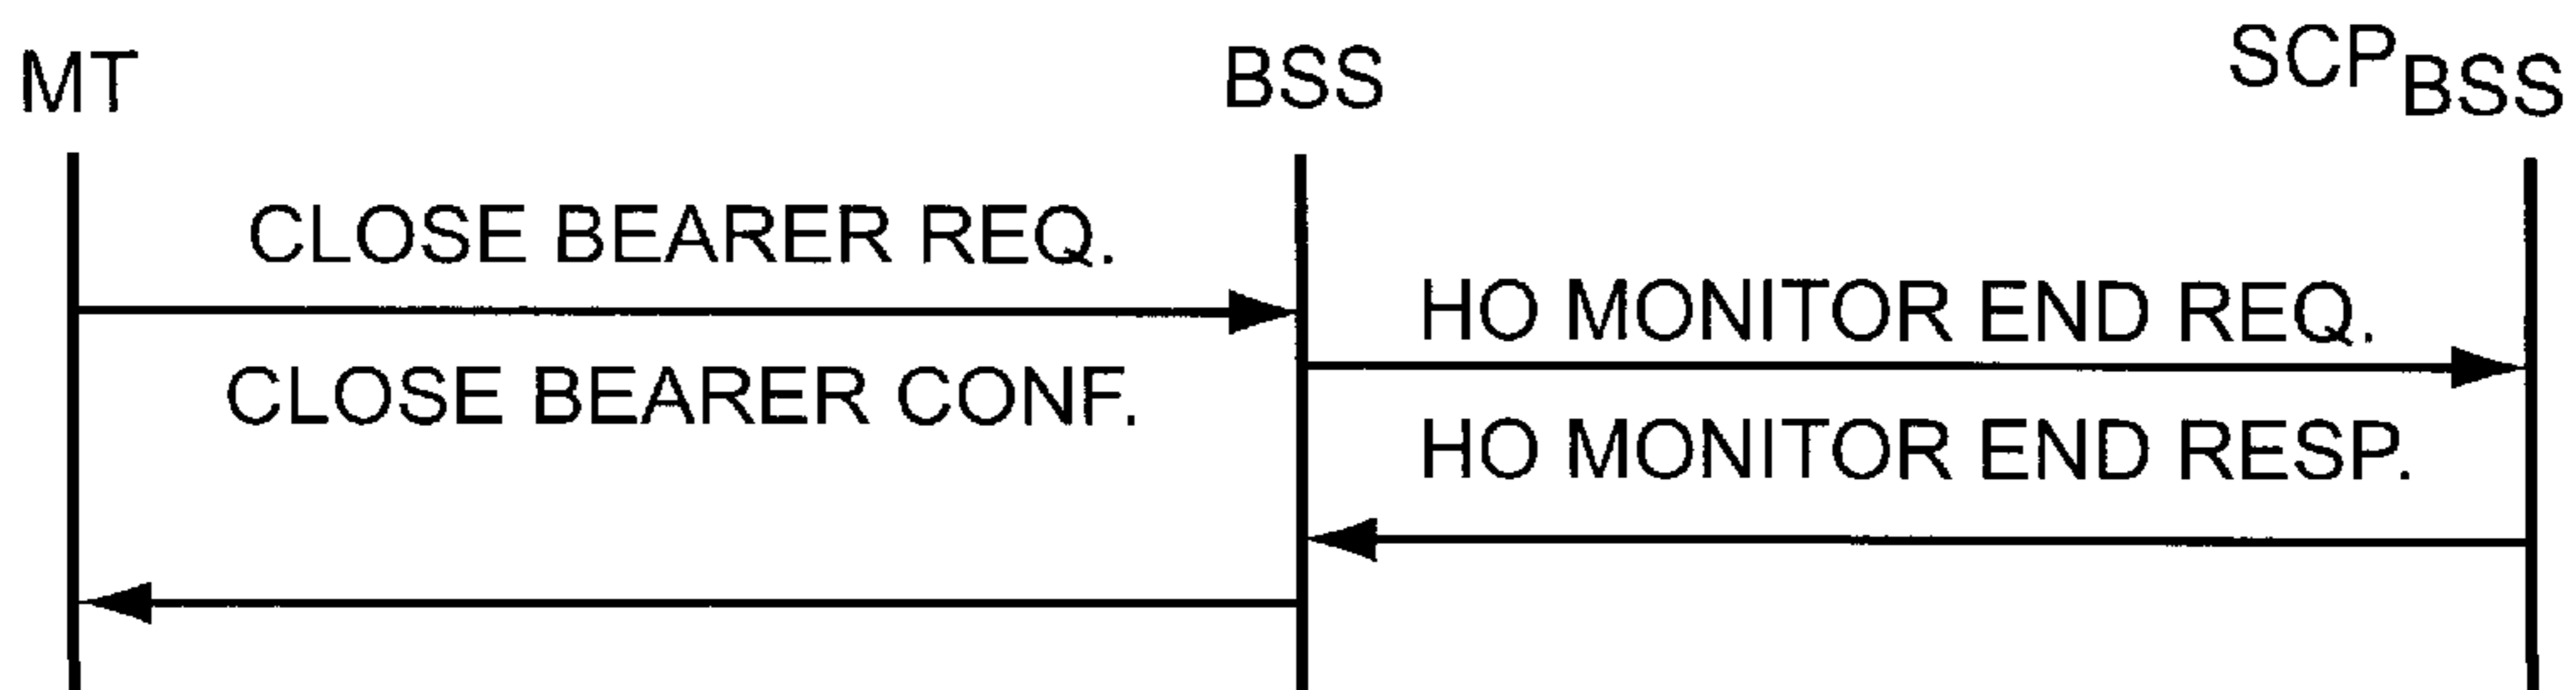 MT BSS SCPBSS
CLOSE BEARER REQ.
HO MONITOR END REQ.
CLOSE BEARER CONF.
HO MONITOR END RESP.